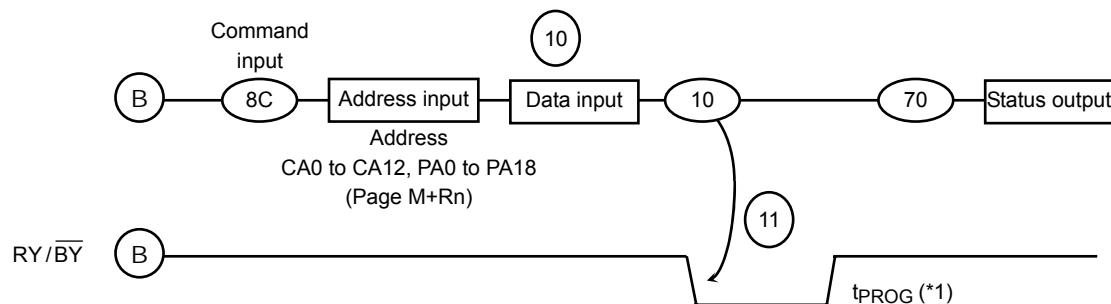 Command
input
10
B
8C
Address input
Data input
10
70
Status output
Address
CA0 to CA12, PA0 to PA18
(Page M+Rn)
11
RY/BY
B
tPROG (*1)